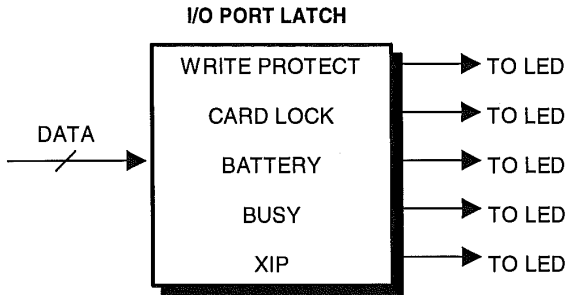 I/O PORT LATCH
WRITE PROTECT TO LED
CARD LOCK TO LED
DATA
BATTERY TO LED
BUSY TO LED
XIP TO LED